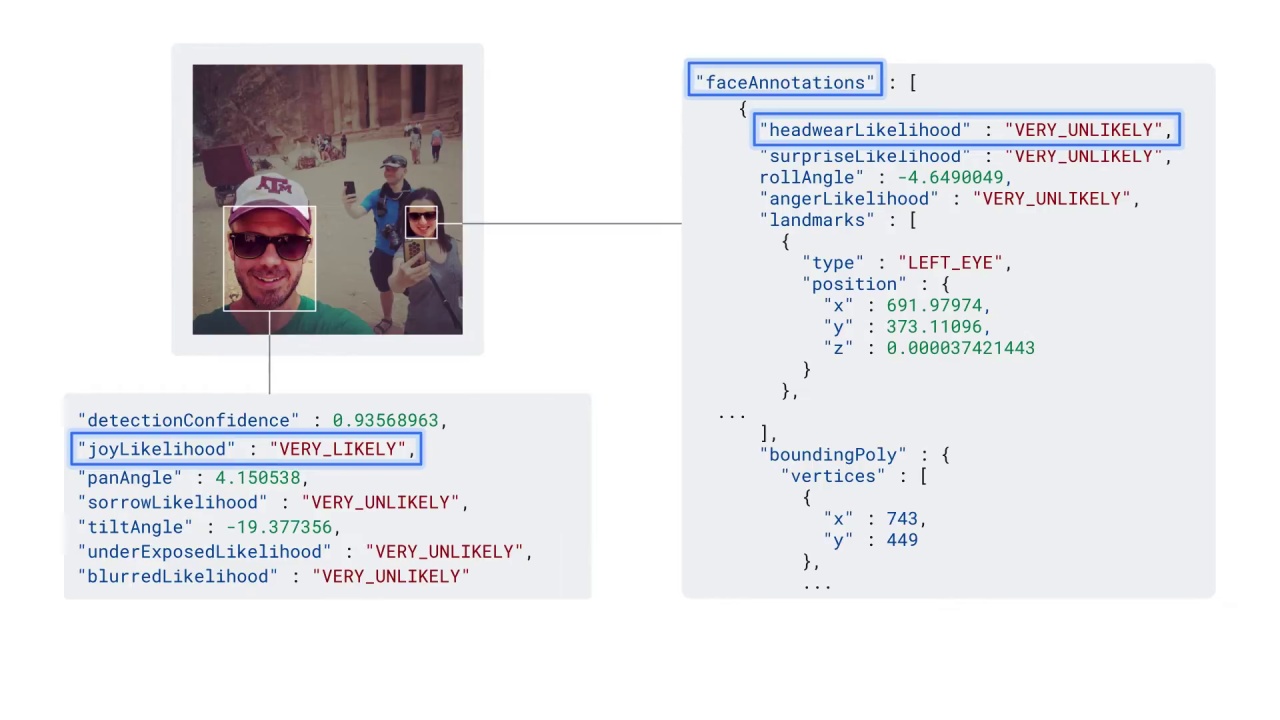 ATM
"faceAnnotations" : [
{
"headwearLikelihood" : "VERY_UNLIKELY",
"surpriseLikelihood" : "VERY_UNLIKELY",
rollAngle" : -4.6490049,
"angerLikelihood" : "VERY_UNLIKELY",
"landmarks" : [
{
"type" : "LEFT_EYE",
"position" : {
"x" : 691.97974,
"y" : 373.11096,
"z" : 0.000037421443
}
},
...
],
"boundingPoly" : {
"vertices" : [
{
"x" : 743,
"y" : 449
},
...
"detectionConfidence" : 0.93568963,
"joyLikelihood" : "VERY_LIKELY",
"panAngle" : 4.150538,
"sorrowLikelihood" : "VERY_UNLIKELY",
"tiltAngle" : -19.377356,
"underExposedLikelihood" : "VERY_UNLIKELY",
"blurredLikelihood" : "VERY_UNLIKELY"